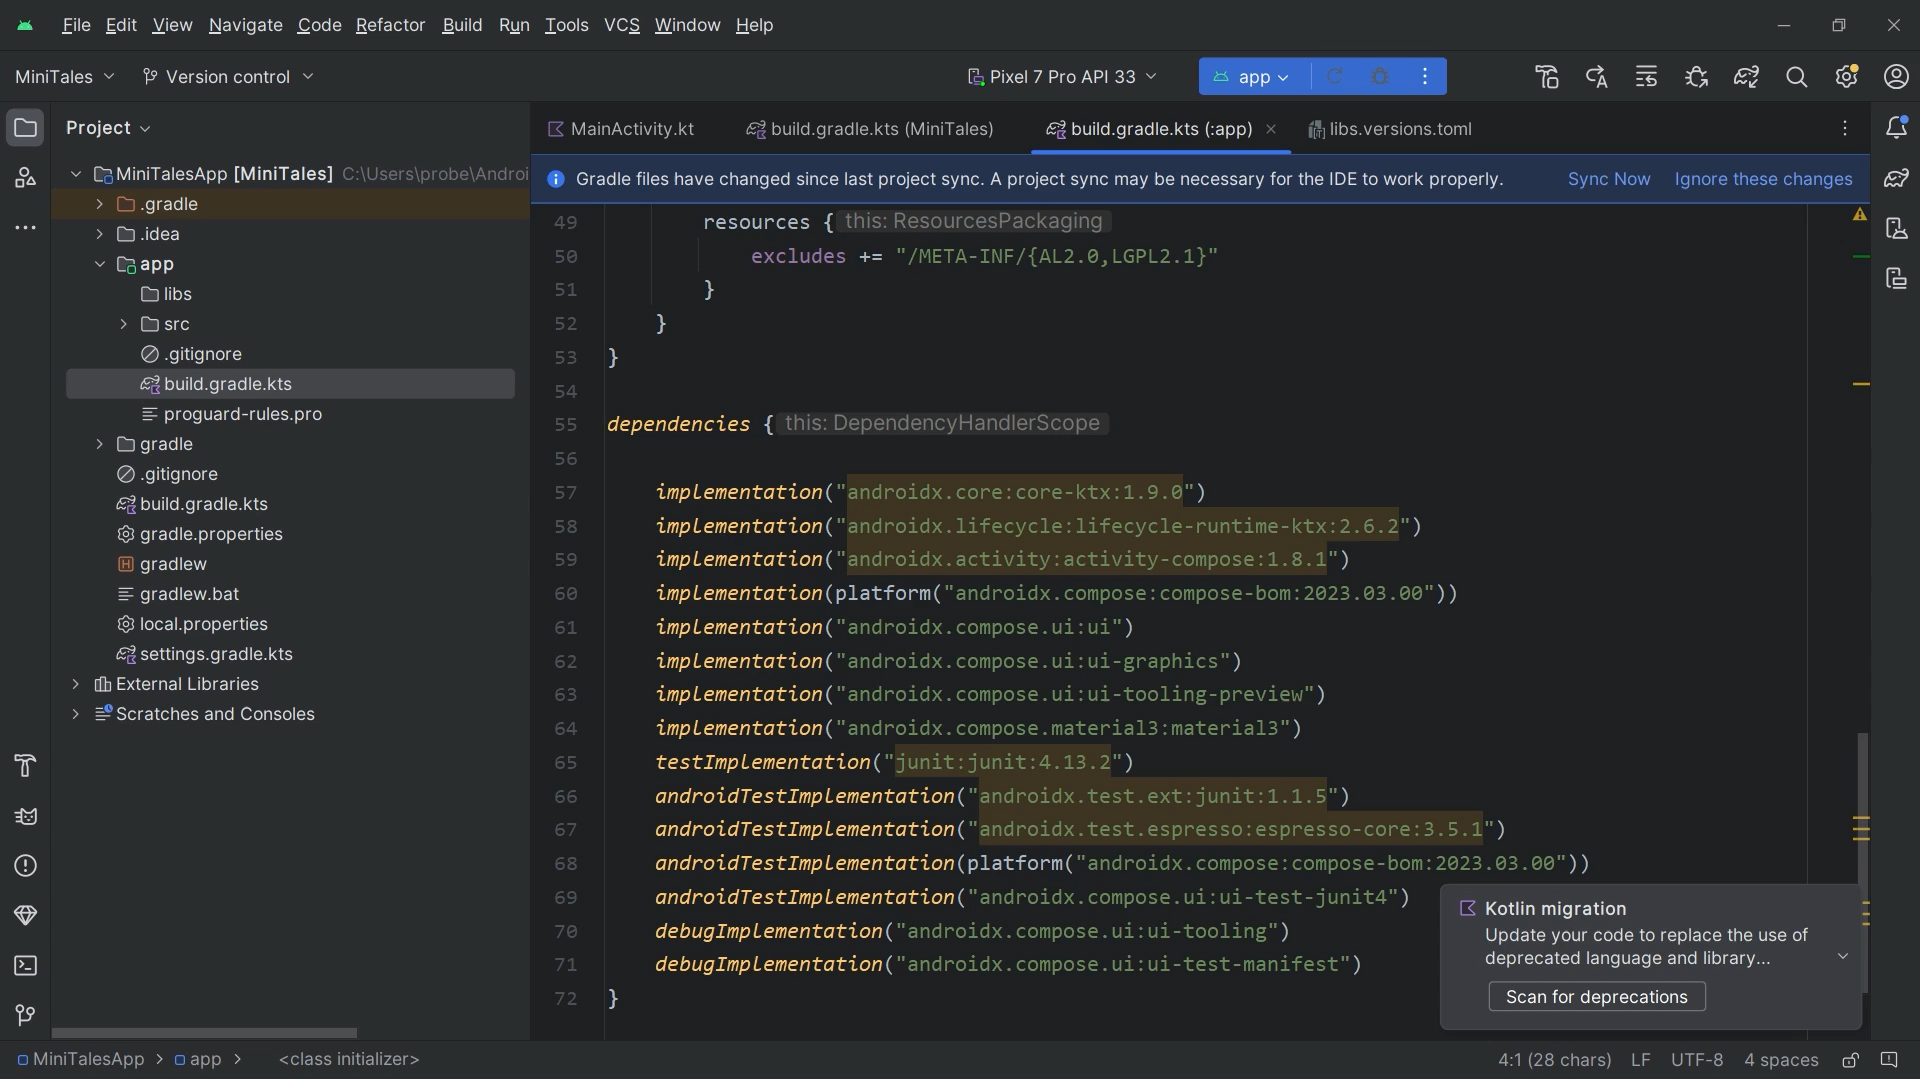 File Edit View Navigate Code Refactor Build Run Tools VCS Window Help
MiniTales Version control Pixel 7 Pro API 33 app
Project
MainActivity.kt build.gradle.kts (MiniTales) build.gradle.kts (:app) libs.versions.toml
Gradle files have changed since last project sync. A project sync may be necessary for the IDE to work properly. Sync Now Ignore these changes
MiniTalesApp [MiniTales] C:\Users\probe\Androi
.gradle
.idea
app
libs
src
.gitignore
build.gradle.kts
proguard-rules.pro
gradle
.gitignore
build.gradle.kts
gradle.properties
gradlew
gradlew.bat
local.properties
settings.gradle.kts
External Libraries
Scratches and Consoles
49 resources { this: ResourcesPackaging
50 excludes += "/META-INF/{AL2.0,LGPL2.1}"
51 }
52 }
53 }
54
55 dependencies { this: DependencyHandlerScope
56
57 implementation("androidx.core:core-ktx:1.9.0")
58 implementation("androidx.lifecycle:lifecycle-runtime-ktx:2.6.2")
59 implementation("androidx.activity:activity-compose:1.8.1")
60 implementation(platform("androidx.compose:compose-bom:2023.03.00"))
61 implementation("androidx.compose.ui:ui")
62 implementation("androidx.compose.ui:ui-graphics")
63 implementation("androidx.compose.ui:ui-tooling-preview")
64 implementation("androidx.compose.material3:material3")
65 testImplementation("junit:junit:4.13.2")
66 androidTestImplementation("androidx.test.ext:junit:1.1.5")
67 androidTestImplementation("androidx.test.espresso:espresso-core:3.5.1")
68 androidTestImplementation(platform("androidx.compose:compose-bom:2023.03.00"))
69 androidTestImplementation("androidx.compose.ui:ui-test-junit4")
70 debugImplementation("androidx.compose.ui:ui-tooling")
71 debugImplementation("androidx.compose.ui:ui-test-manifest")
72 }
Kotlin migration
Update your code to replace the use of
deprecated language and library...
Scan for deprecations
MiniTalesApp > app > <class initializer> 4:1 (28 chars) LF UTF-8 4 spaces